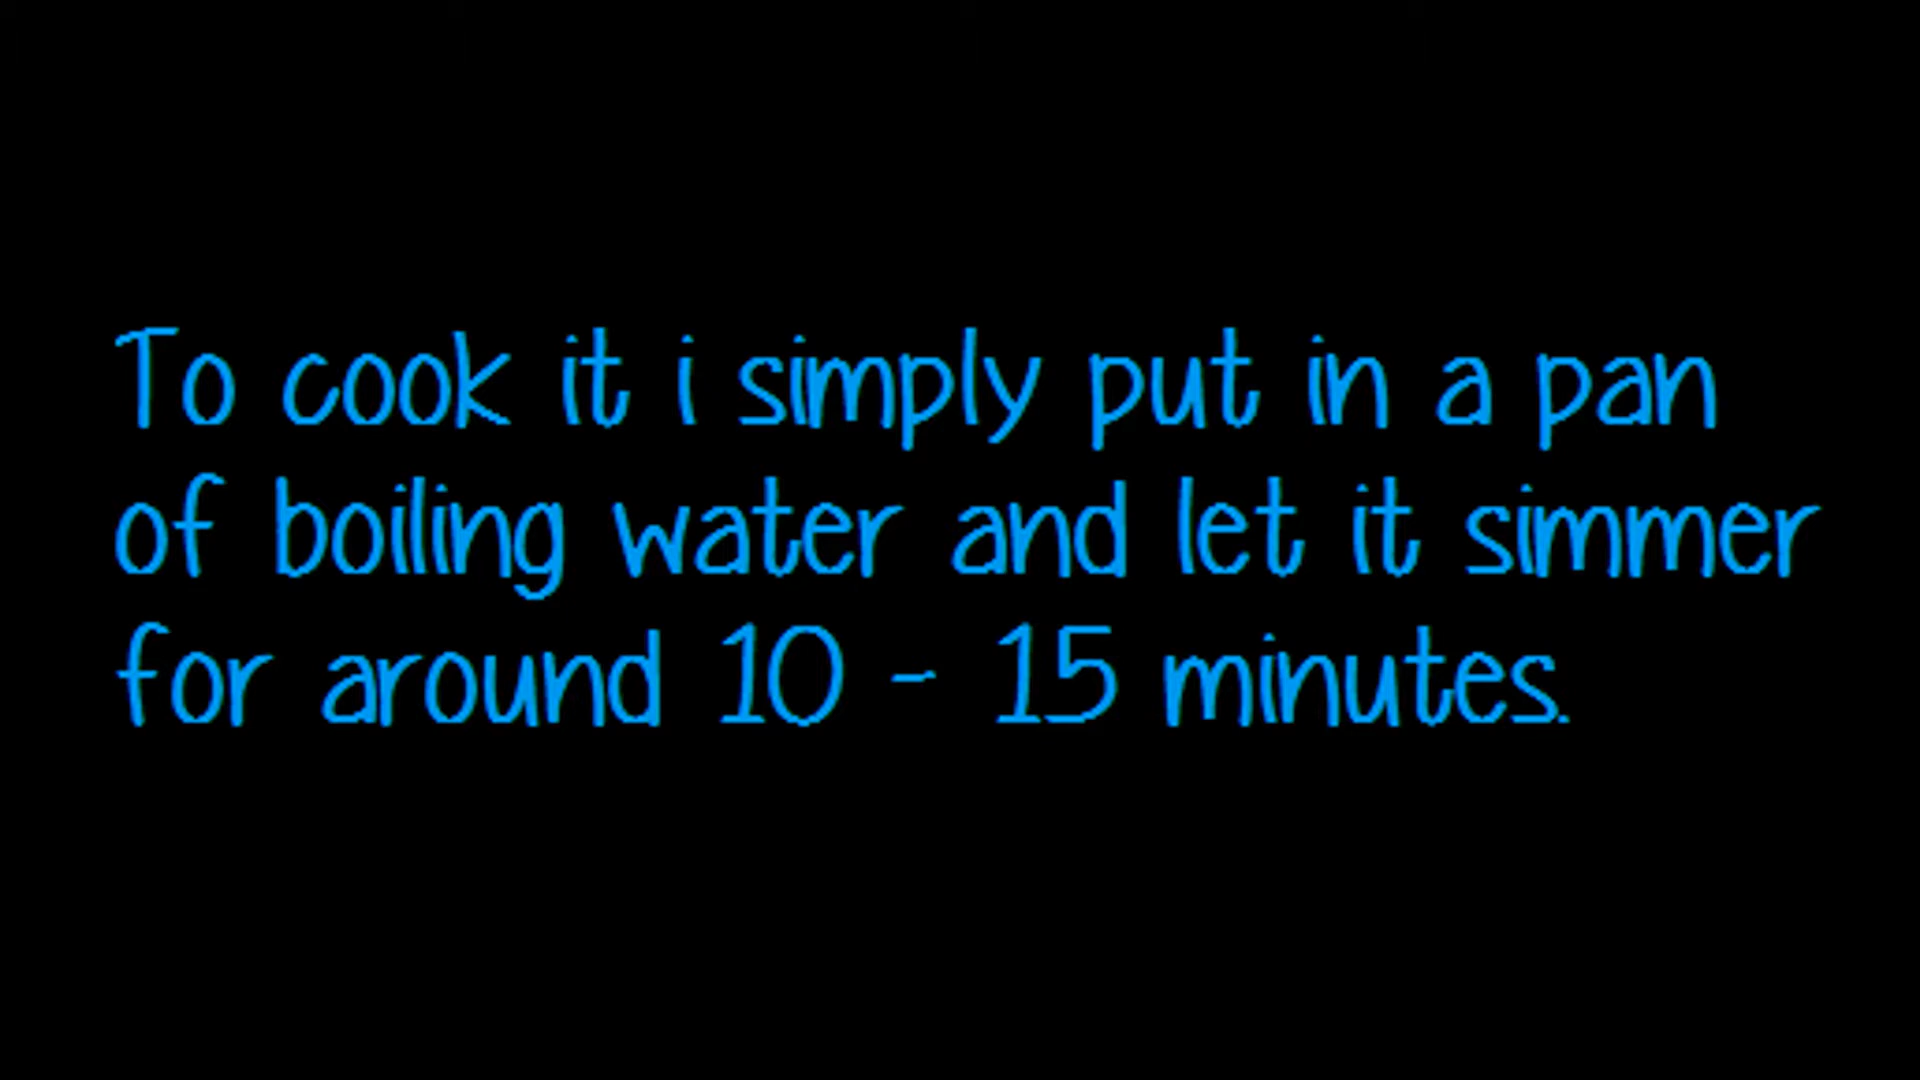 To cook it i simply put in a pan
of boiling water and let it simmer
for around 10 - 15 minutes.